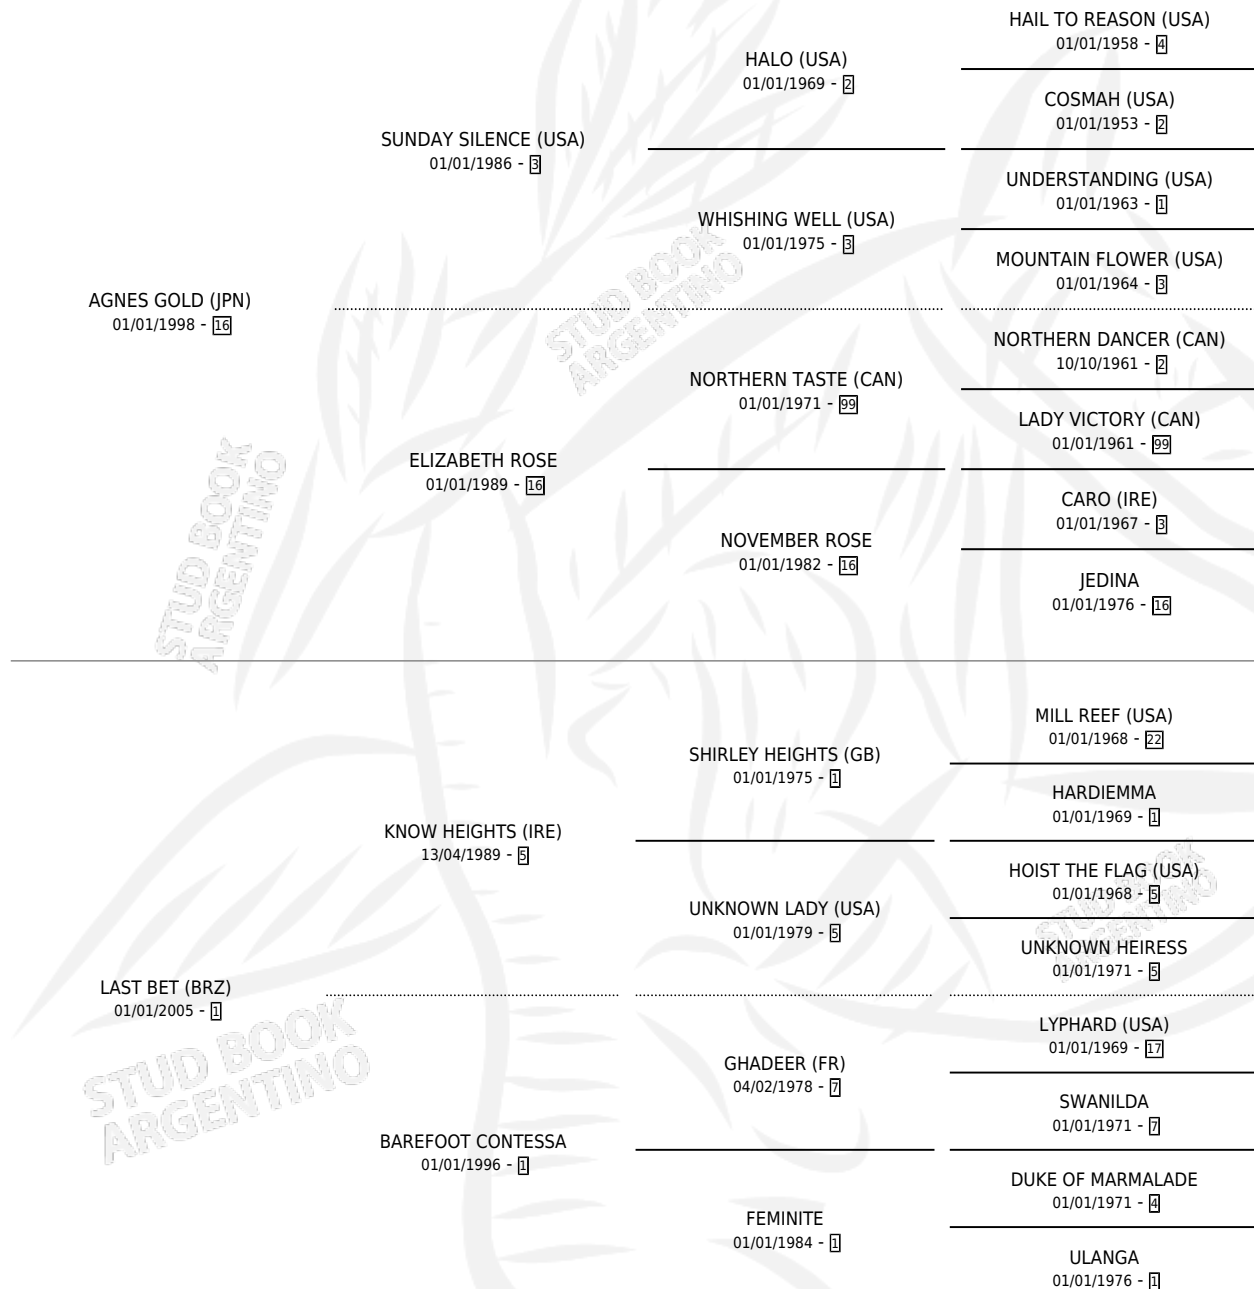 HAIL TO REASON (USA)
01/01/1958 - 4
HALO (USA)
01/01/1969 - 2
COSMAH (USA)
01/01/1953 - 2
SUNDAY SILENCE (USA)
01/01/1986 - 3
UNDERSTANDING (USA)
01/01/1963 - 1
WHISHING WELL (USA)
01/01/1975 - 3
MOUNTAIN FLOWER (USA)
01/01/1964 - 3
AGNES GOLD (JPN)
01/01/1998 - 16
NORTHERN DANCER (CAN)
10/10/1961 - 2
NORTHERN TASTE (CAN)
01/01/1971 - 99
LADY VICTORY (CAN)
01/01/1961 - 99
ELIZABETH ROSE
01/01/1989 - 16
CARO (IRE)
01/01/1967 - 3
NOVEMBER ROSE
01/01/1982 - 16
JEDINA
01/01/1976 - 16
MILL REEF (USA)
01/01/1968 - 22
SHIRLEY HEIGHTS (GB)
01/01/1975 - 1
HARDIEMMA
01/01/1969 - 1
KNOW HEIGHTS (IRE)
13/04/1989 - 5
HOIST THE FLAG (USA)
01/01/1968 - 5
UNKNOWN LADY (USA)
01/01/1979 - 5
UNKNOWN HEIRESS
01/01/1971 - 5
LAST BET (BRZ)
01/01/2005 - 1
LYPHARD (USA)
01/01/1969 - 17
GHADEER (FR)
04/02/1978 - 7
SWANILDA
01/01/1971 - 7
BAREFOOT CONTESSA
01/01/1996 - 1
DUKE OF MARMALADE
01/01/1971 - 4
FEMINITE
01/01/1984 - 1
ULANGA
01/01/1976 - 1
STUD BOOK
ARGENTINO
STUD BOOK
ARGENTINO
STUD BOOK
ARGENTINO
STUD BOOK
ARGENTINO